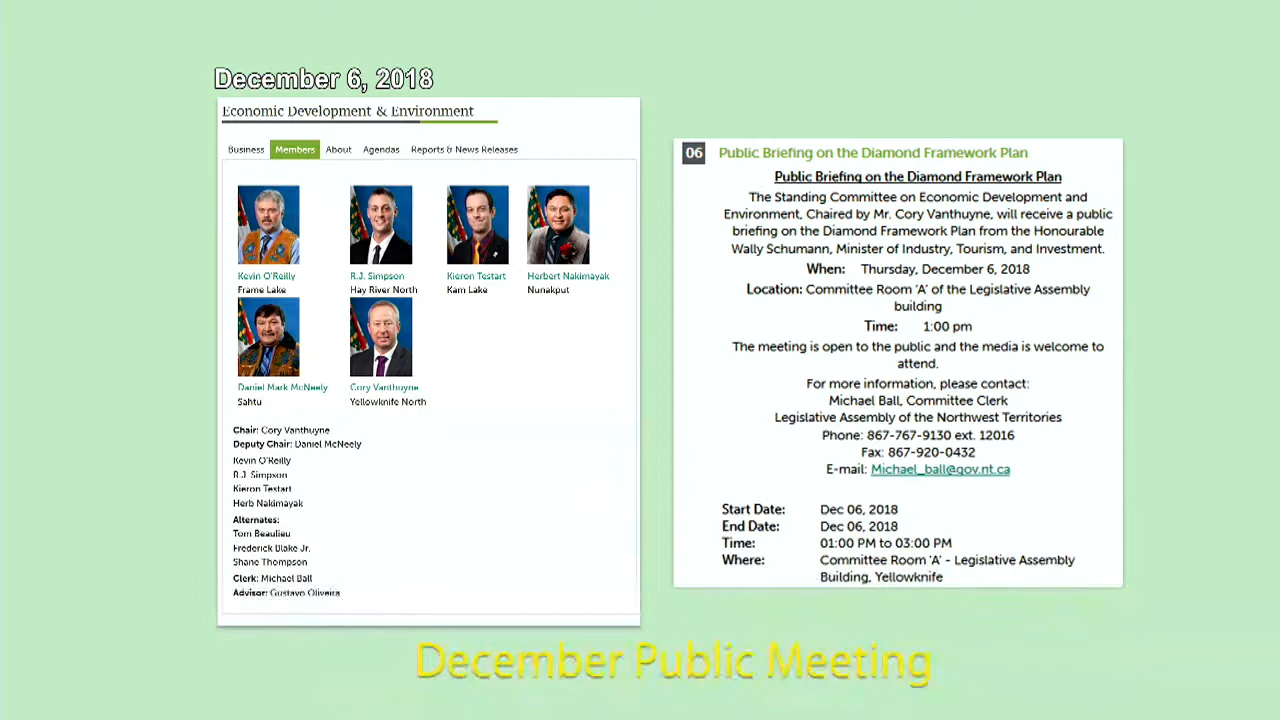 December 6, 2018
Economic Development & Environment
Business Members About Agendas Reports & News Releases
Kevin O'Reilly
Frame Lake
R.J. Simpson
Hay River North
Kieron Testart
Kam Lake
Herbert Nakimayak
Nunakput
Daniel Mark McNeely
Sahtu
Cory Vanthuyne
Yellowknife North
Chair: Cory Vanthuyne
Deputy Chair: Daniel McNeely
Kevin O'Reilly
R.J. Simpson
Kieron Testart
Herb Nakimayak
Alternates:
Tom Beaulieu
Frederick Blake Jr.
Shane Thompson
Clerk: Michael Ball
Advisor: Gustavo Oliveira
06 Public Briefing on the Diamond Framework Plan
Public Briefing on the Diamond Framework Plan
The Standing Committee on Economic Development and
Environment, Chaired by Mr. Cory Vanthuyne, will receive a public
briefing on the Diamond Framework Plan from the Honourable
Wally Schumann, Minister of Industry, Tourism, and Investment.
When: Thursday, December 6, 2018
Location: Committee Room 'A' of the Legislative Assembly
building
Time: 1:00 pm
The meeting is open to the public and the media is welcome to
attend.
For more information, please contact:
Michael Ball, Committee Clerk
Legislative Assembly of the Northwest Territories
Phone: 867-767-9130 ext. 12016
Fax: 867-920-0432
E-mail: Michael_ball@gov.nt.ca
Start Date: Dec 06, 2018
End Date: Dec 06, 2018
Time: 01:00 PM to 03:00 PM
Where: Committee Room 'A' - Legislative Assembly
Building, Yellowknife
December Public Meeting